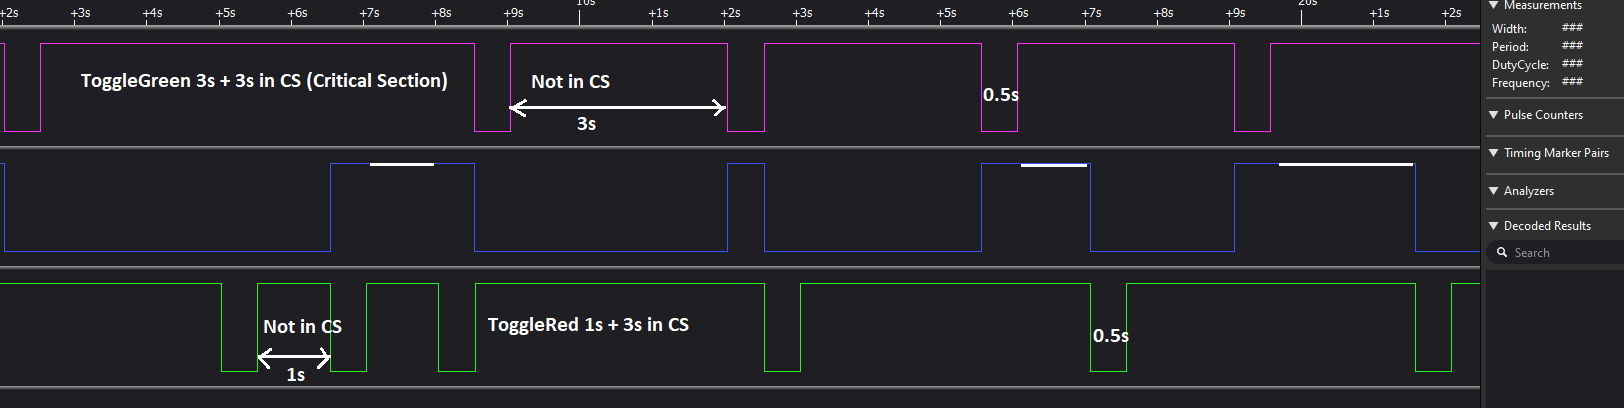 +2s +3s +4s +5s +6s +7s +8s +9s 10s +1s +2s +3s +4s +5s +6s +7s +8s +9s 20s +1s +2s
Measurements
Width: ###
Period: ###
DutyCycle: ###
Frequency: ###
Pulse Counters
Timing Marker Pairs
Analyzers
Decoded Results
Search
ToggleGreen 3s + 3s in CS (Critical Section)
Not in CS
3s
0.5s
Not in CS
1s
ToggleRed 1s + 3s in CS
0.5s